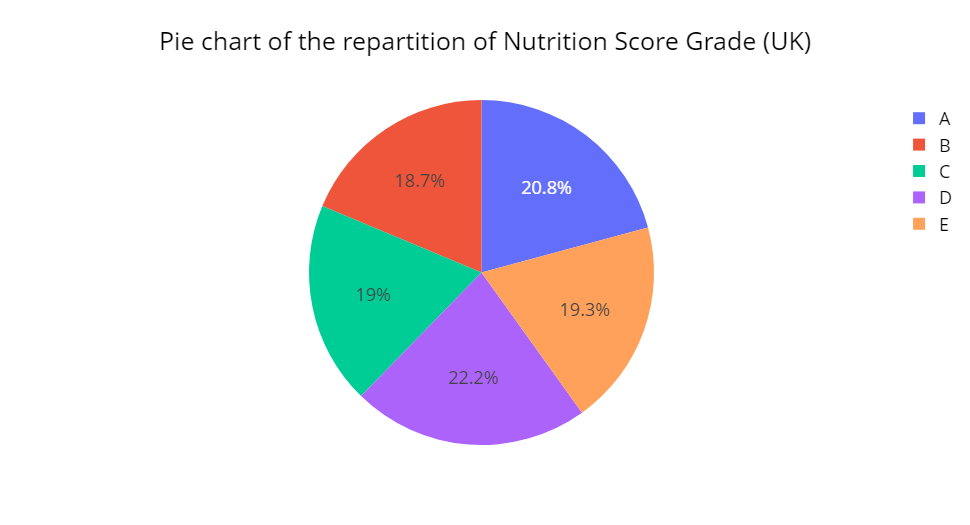 Pie chart of the repartition of Nutrition Score Grade (UK)
20.8%
19.3%
22.2%
19%
18.7%
A
B
C
D
E